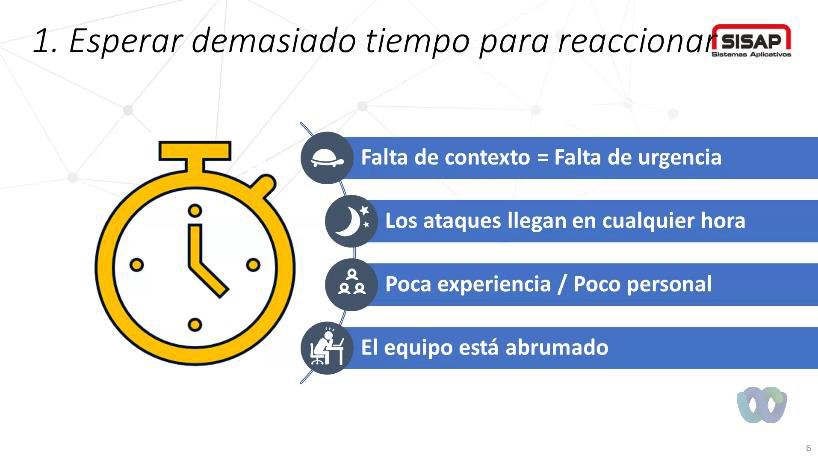 1. Esperar demasiado tiempo para reaccionar
SISAP
Sistemas Aplicativos
Falta de contexto = Falta de urgencia
Los ataques llegan en cualquier hora
Poca experiencia / Poco personal
El equipo está abrumado
6